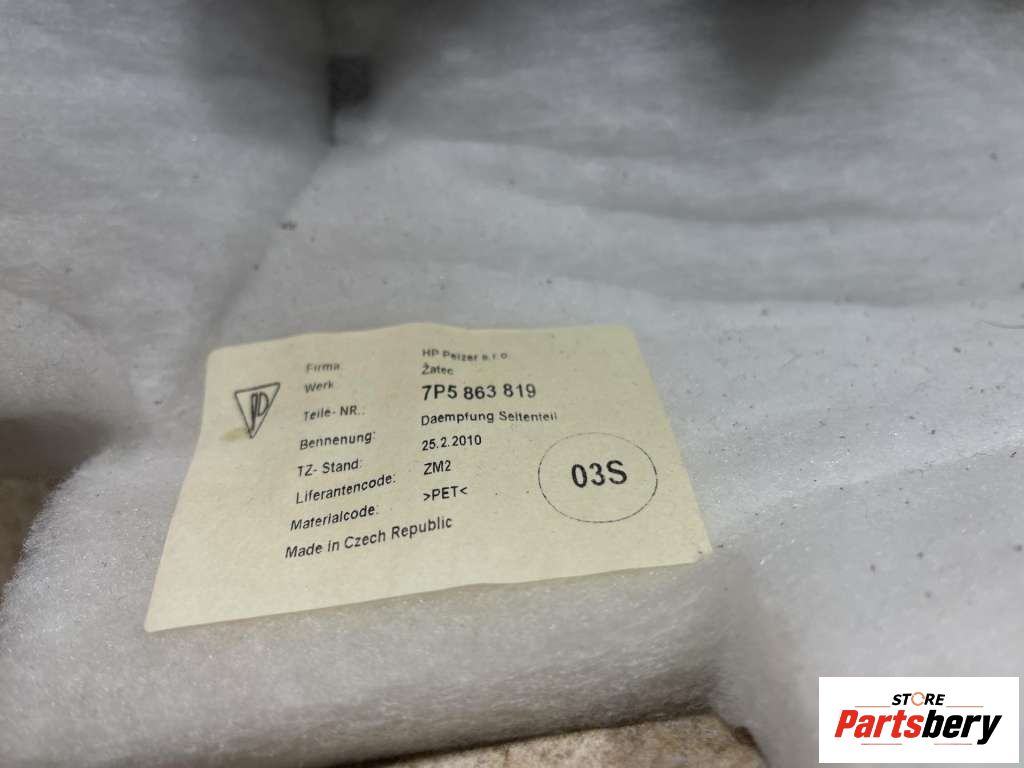 Firma HP Pelzer s.r.o
Werk Žatec
Teile- NR.: 7P5 863 819
Bennenung: Daempfung Seitenteil
TZ- Stand: 25.2.2010
Liferantencode: ZM2
Materialcode: >PET<
Made in Czech Republic
03S
STORE
Partsbery